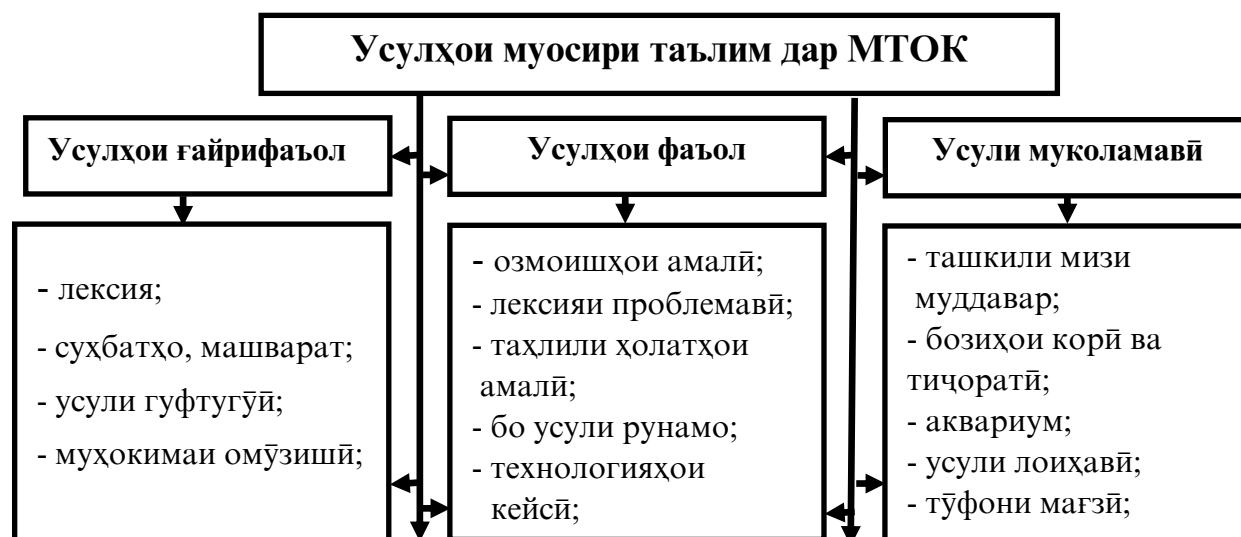 Усулҳои муосири таълим дар МТОК
Усулҳои ғайрифаъол
Усулҳои фаъол
Усули муколамавӣ
- лексия;
- суҳбатҳо, машварат;
- усули гуфтугӯӣ;
- муҳокимаи омӯзишӣ;
- озмоишҳои амалӣ;
- лексияи проблемавӣ;
- таҳлили ҳолатҳои
амалӣ;
- бо усули рунамо;
- технологияҳои
кейсӣ;
- ташкили мизи
муддавар;
- бозиҳои корӣ ва
тиҷоратӣ;
- аквариум;
- усули лоиҳавӣ;
- тӯфони мағзӣ;